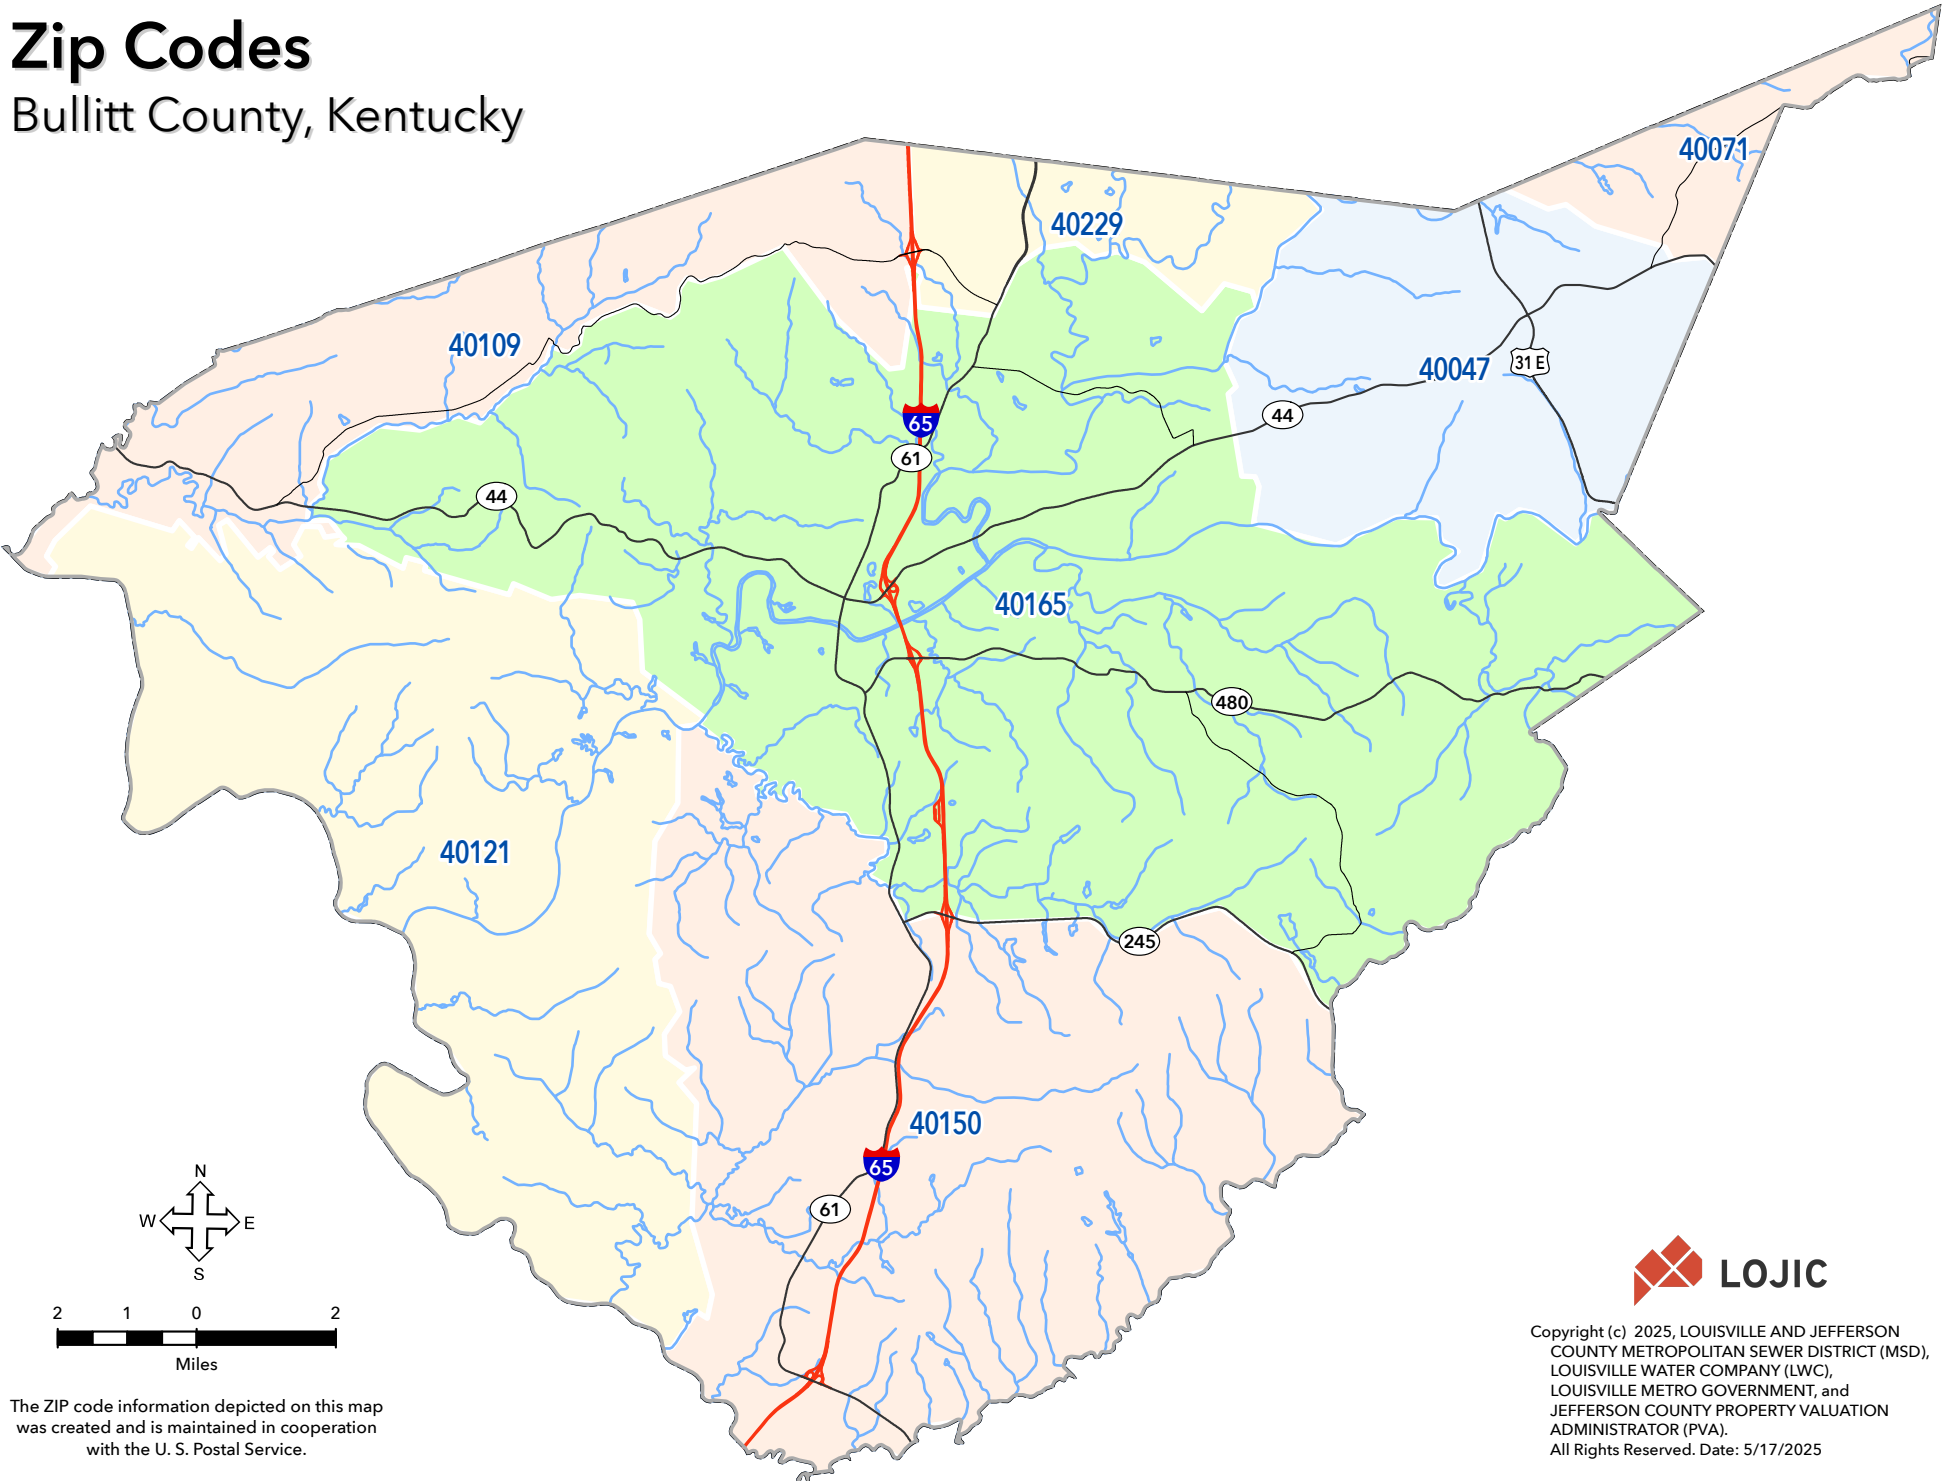 Zip Codes
Bullitt County, Kentucky
40071
40229
40109
40047
31 E
44
65
61
44
40165
480
40121
245
40150
65
61
N
W E
S
2 1 0 2
Miles
The ZIP code information depicted on this map
was created and is maintained in cooperation
with the U. S. Postal Service.
LOJIC
Copyright (c) 2025, LOUISVILLE AND JEFFERSON
COUNTY METROPOLITAN SEWER DISTRICT (MSD),
LOUISVILLE WATER COMPANY (LWC),
LOUISVILLE METRO GOVERNMENT, and
JEFFERSON COUNTY PROPERTY VALUATION
ADMINISTRATOR (PVA).
All Rights Reserved. Date: 5/17/2025